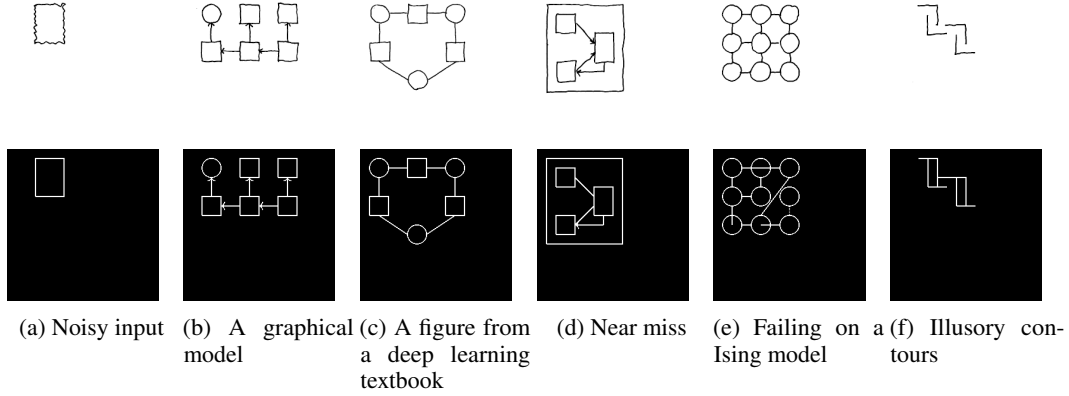 (a) Noisy input
(b) A graphical
model
(c) A figure from
a deep learning
textbook
(d) Near miss
(e) Failing on a
Ising model
(f) Illusory con-
tours